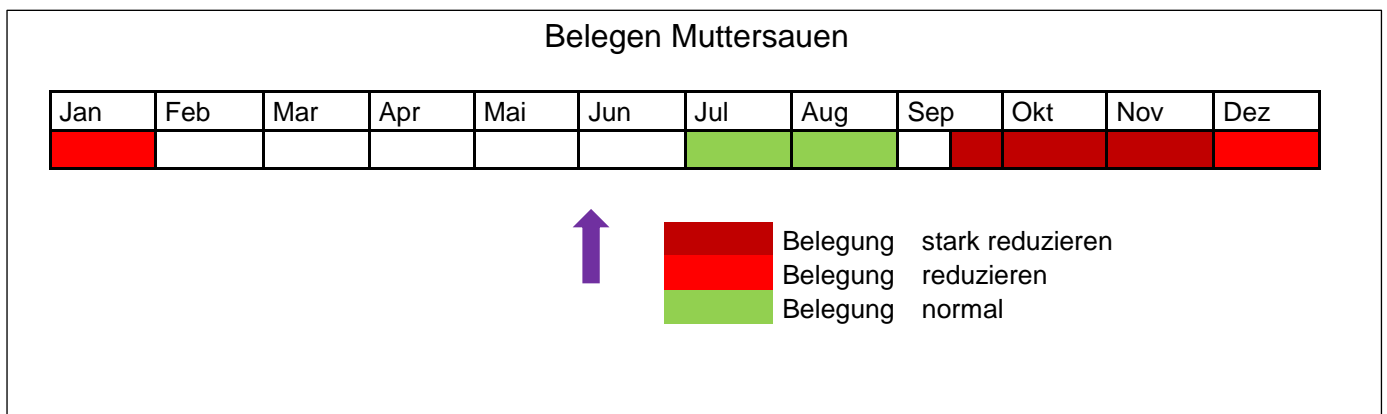 Belegen Muttersauen
Jan Feb Mar Apr Mai Jun Jul Aug Sep Okt Nov Dez
Belegung stark reduzieren
Belegung reduzieren
Belegung normal